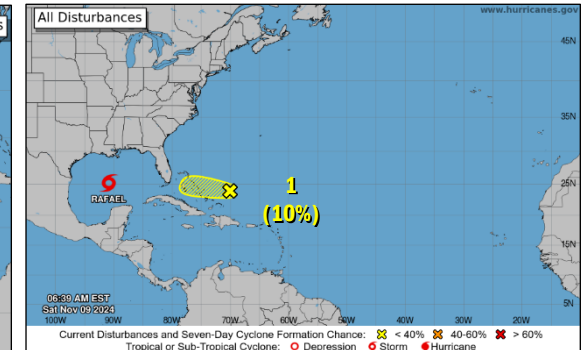 S
All Disturbances
www.hurricanes.gov
45N
35N
25N
15N
5N
RAFAEL
1
(10%)
06:39 AM EST
Sat Nov 09 2024
100W 90W 80W 70W 60W 50W 40W 30W 20W
Current Disturbances and Seven-Day Cyclone Formation Chance: < 40% 40-60% > 60%
Tropical or Sub-Tropical Cyclone: Depression Storm Hurricane